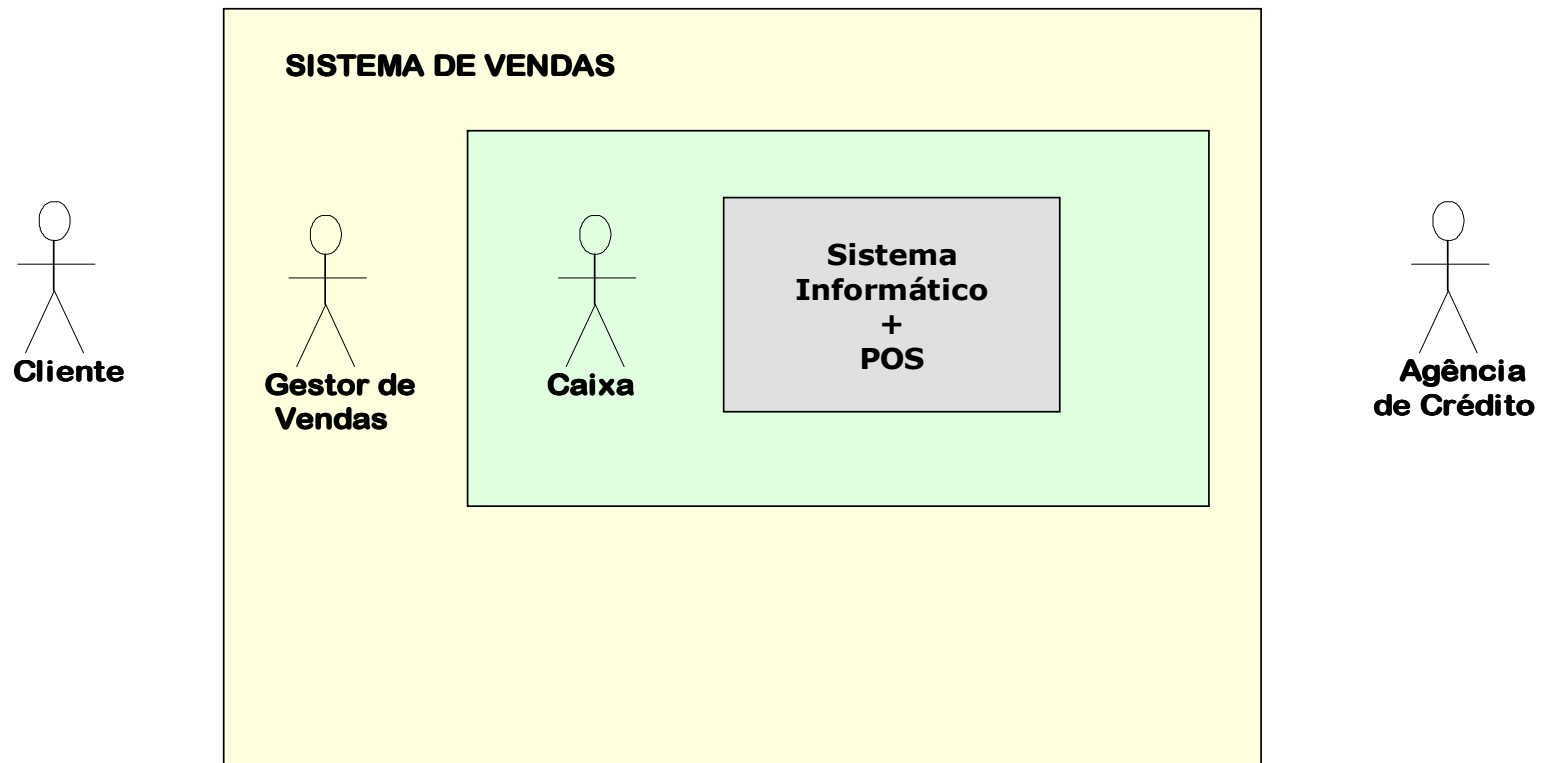 SISTEMA DE VENDAS
Cliente
Gestor de
Vendas
Caixa
Sistema
Informático
+
POS
Agência
de Crédito